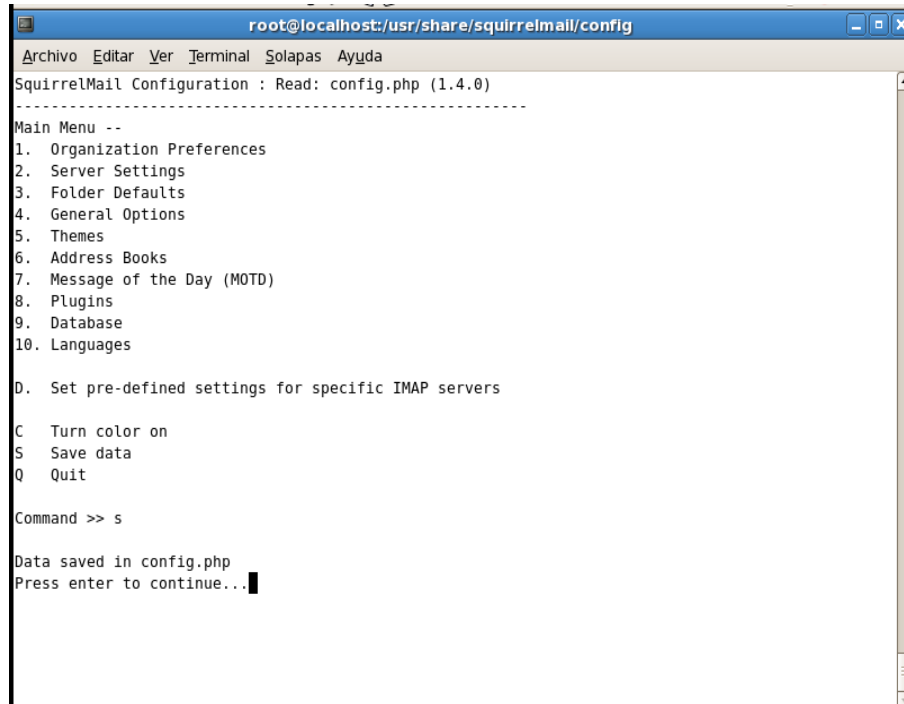 root@localhost:/usr/share/squirrelmail/config
Archivo Editar Ver Terminal Solapas Ayuda
SquirrelMail Configuration : Read: config.php (1.4.0)
---------------------------------------------------------
Main Menu --
1.  Organization Preferences
2.  Server Settings
3.  Folder Defaults
4.  General Options
5.  Themes
6.  Address Books
7.  Message of the Day (MOTD)
8.  Plugins
9.  Database
10. Languages
D.  Set pre-defined settings for specific IMAP servers
C   Turn color on
S   Save data
Q   Quit
Command >> s
Data saved in config.php
Press enter to continue...